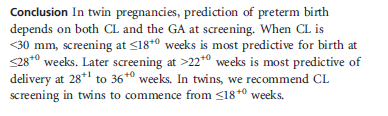 Conclusion In twin pregnancies, prediction of preterm birth
depends on both CL and the GA at screening. When CL is
<30 mm, screening at ≤18⁺⁰ weeks is most predictive for birth at
≤28⁺⁰ weeks. Later screening at >22⁺⁰ weeks is most predictive of
delivery at 28⁺¹ to 36⁺⁰ weeks. In twins, we recommend CL
screening in twins to commence from ≤18⁺⁰ weeks.